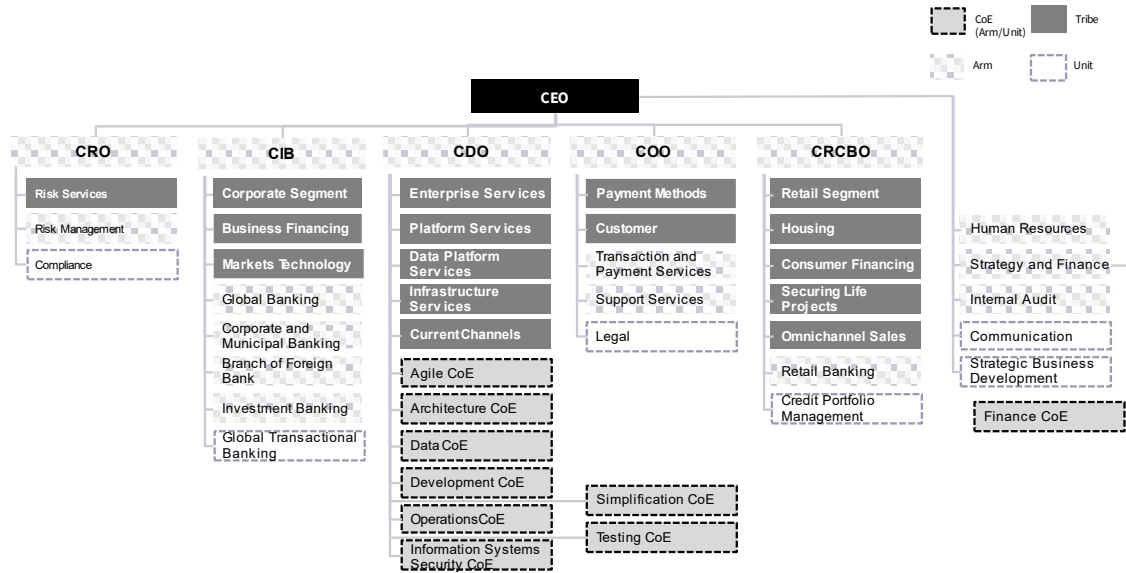 CoE
(Arm/Unit)
Tribe
Arm
Unit
CEO
CRO
CIB
CDO
COO
CRCBO
Risk Services
Risk Management
Compliance
Corporate Segment
Business Financing
Markets Technology
Global Banking
Corporate and
Municipal Banking
Branch of Foreign
Bank
Investment Banking
Global Transactional
Banking
Enterprise Services
Platform Services
Data Platform
Services
Infrastructure
Services
Current Channels
Agile CoE
Architecture CoE
Data CoE
Development CoE
Operations CoE
Information Systems
Security CoE
Payment Methods
Customer
Transaction and
Payment Services
Support Services
Legal
Simplification CoE
Testing CoE
Retail Segment
Housing
Consumer Financing
Securing Life
Projects
Omnichannel Sales
Retail Banking
Credit Portfolio
Management
Human Resources
Strategy and Finance
Internal Audit
Communication
Strategic Business
Development
Finance CoE